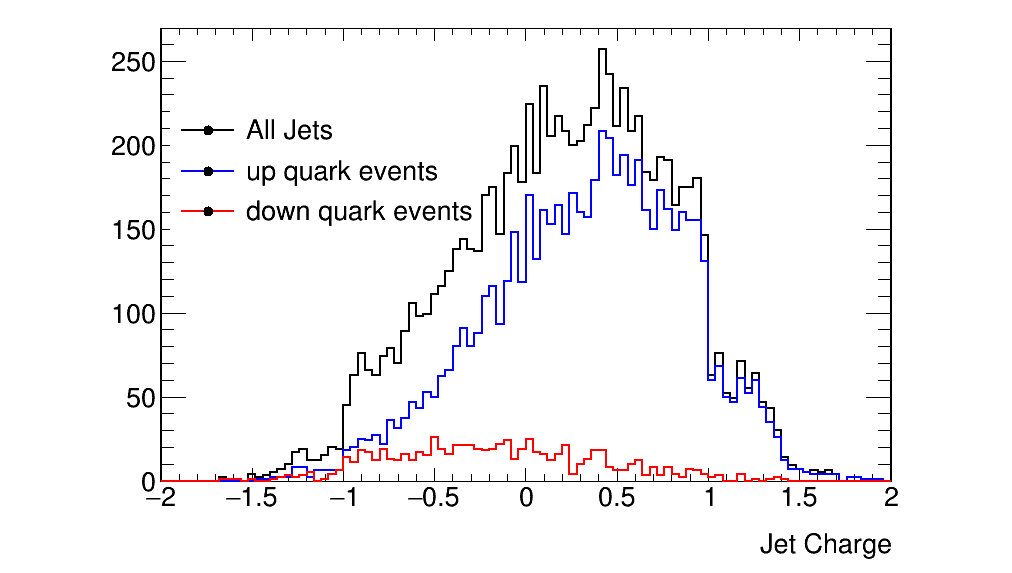 250
200
150
100
50
0
All Jets
up quark events
down quark events
−2 −1.5 −1 −0.5 0 0.5 1 1.5 2
Jet Charge